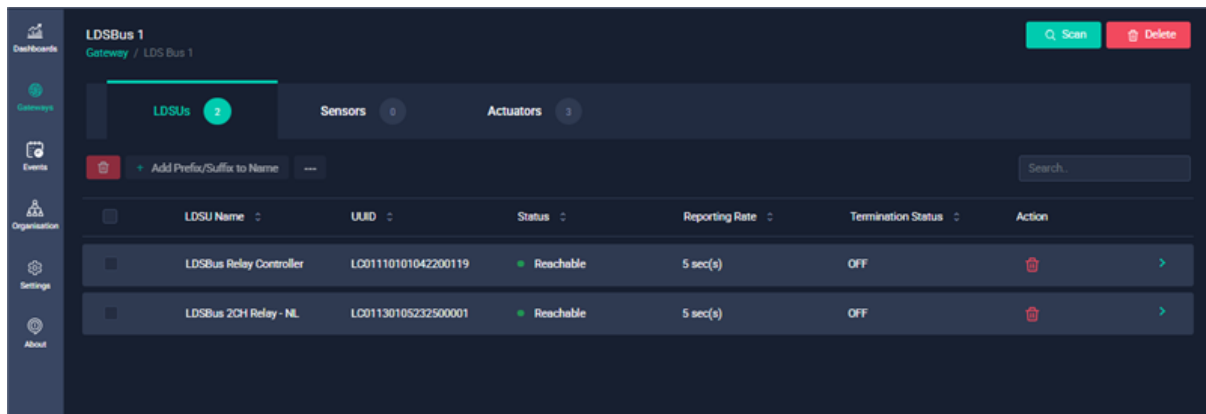 Dashboards
Gateways
Events
Organisation
Settings
About
LDSBus 1
Gateway / LDS Bus 1
Scan
Delete
LDSUs 2
Sensors 0
Actuators 3
+ Add Prefix/Suffix to Name
Search..
LDSU Name UUID Status Reporting Rate Termination Status Action
LDSBus Relay Controller LC01110101042200119 Reachable 5 sec(s) OFF
LDSBus 2CH Relay - NL LC01130105232500001 Reachable 5 sec(s) OFF